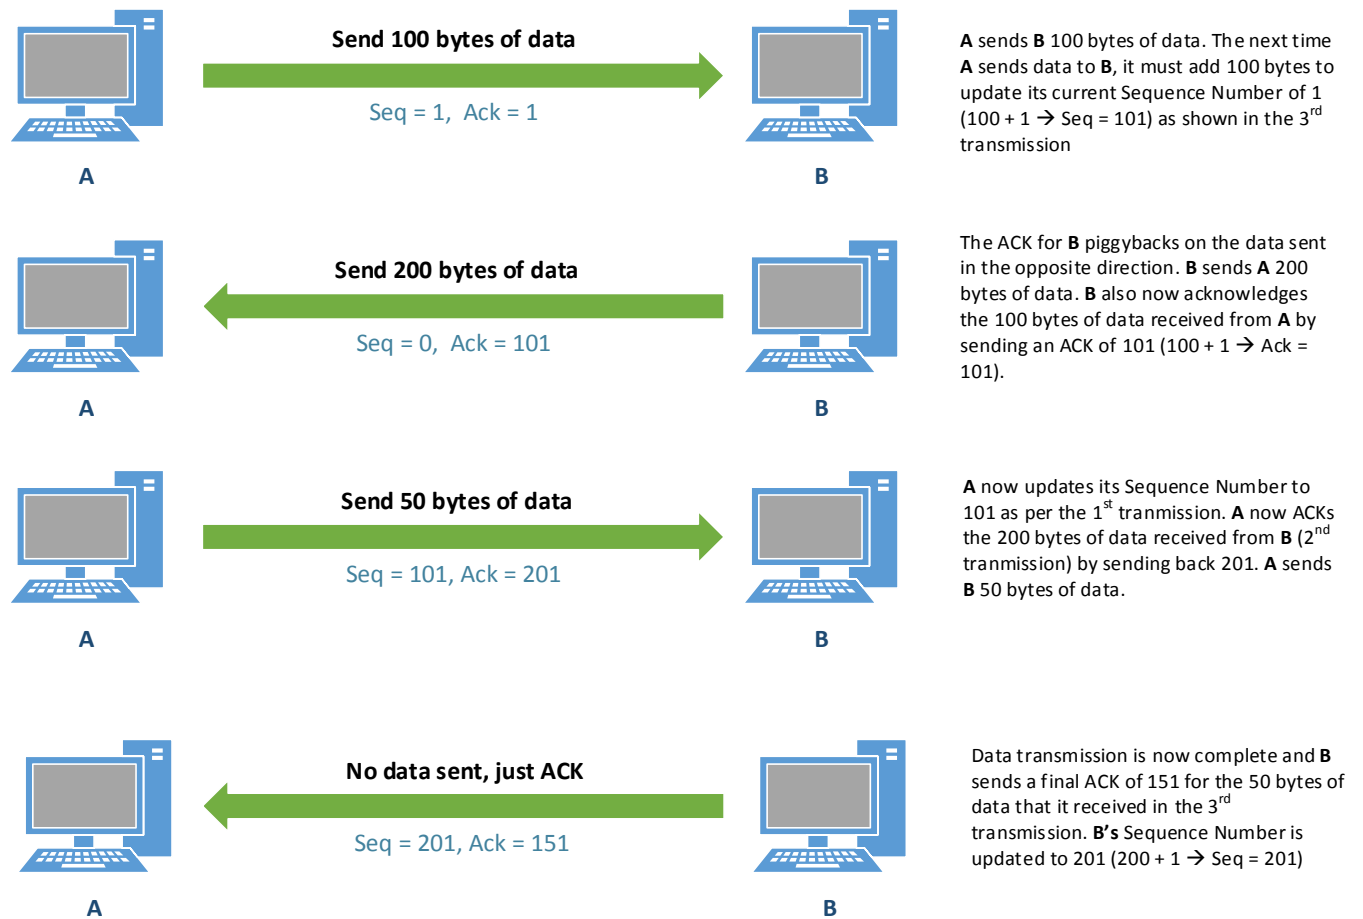 Send 100 bytes of data
Seq = 1, Ack = 1
A
B
A sends B 100 bytes of data. The next time
A sends data to B, it must add 100 bytes to
update its current Sequence Number of 1
(100 + 1 → Seq = 101) as shown in the 3rd
transmission
Send 200 bytes of data
Seq = 0, Ack = 101
A
B
The ACK for B piggybacks on the data sent
in the opposite direction. B sends A 200
bytes of data. B also now acknowledges
the 100 bytes of data received from A by
sending an ACK of 101 (100 + 1 → Ack =
101).
Send 50 bytes of data
Seq = 101, Ack = 201
A
B
A now updates its Sequence Number to
101 as per the 1st tranmission. A now ACKs
the 200 bytes of data received from B (2nd
tranmission) by sending back 201. A sends
B 50 bytes of data.
No data sent, just ACK
Seq = 201, Ack = 151
A
B
Data transmission is now complete and B
sends a final ACK of 151 for the 50 bytes of
data that it received in the 3rd
transmission. B’s Sequence Number is
updated to 201 (200 + 1 → Seq = 201)